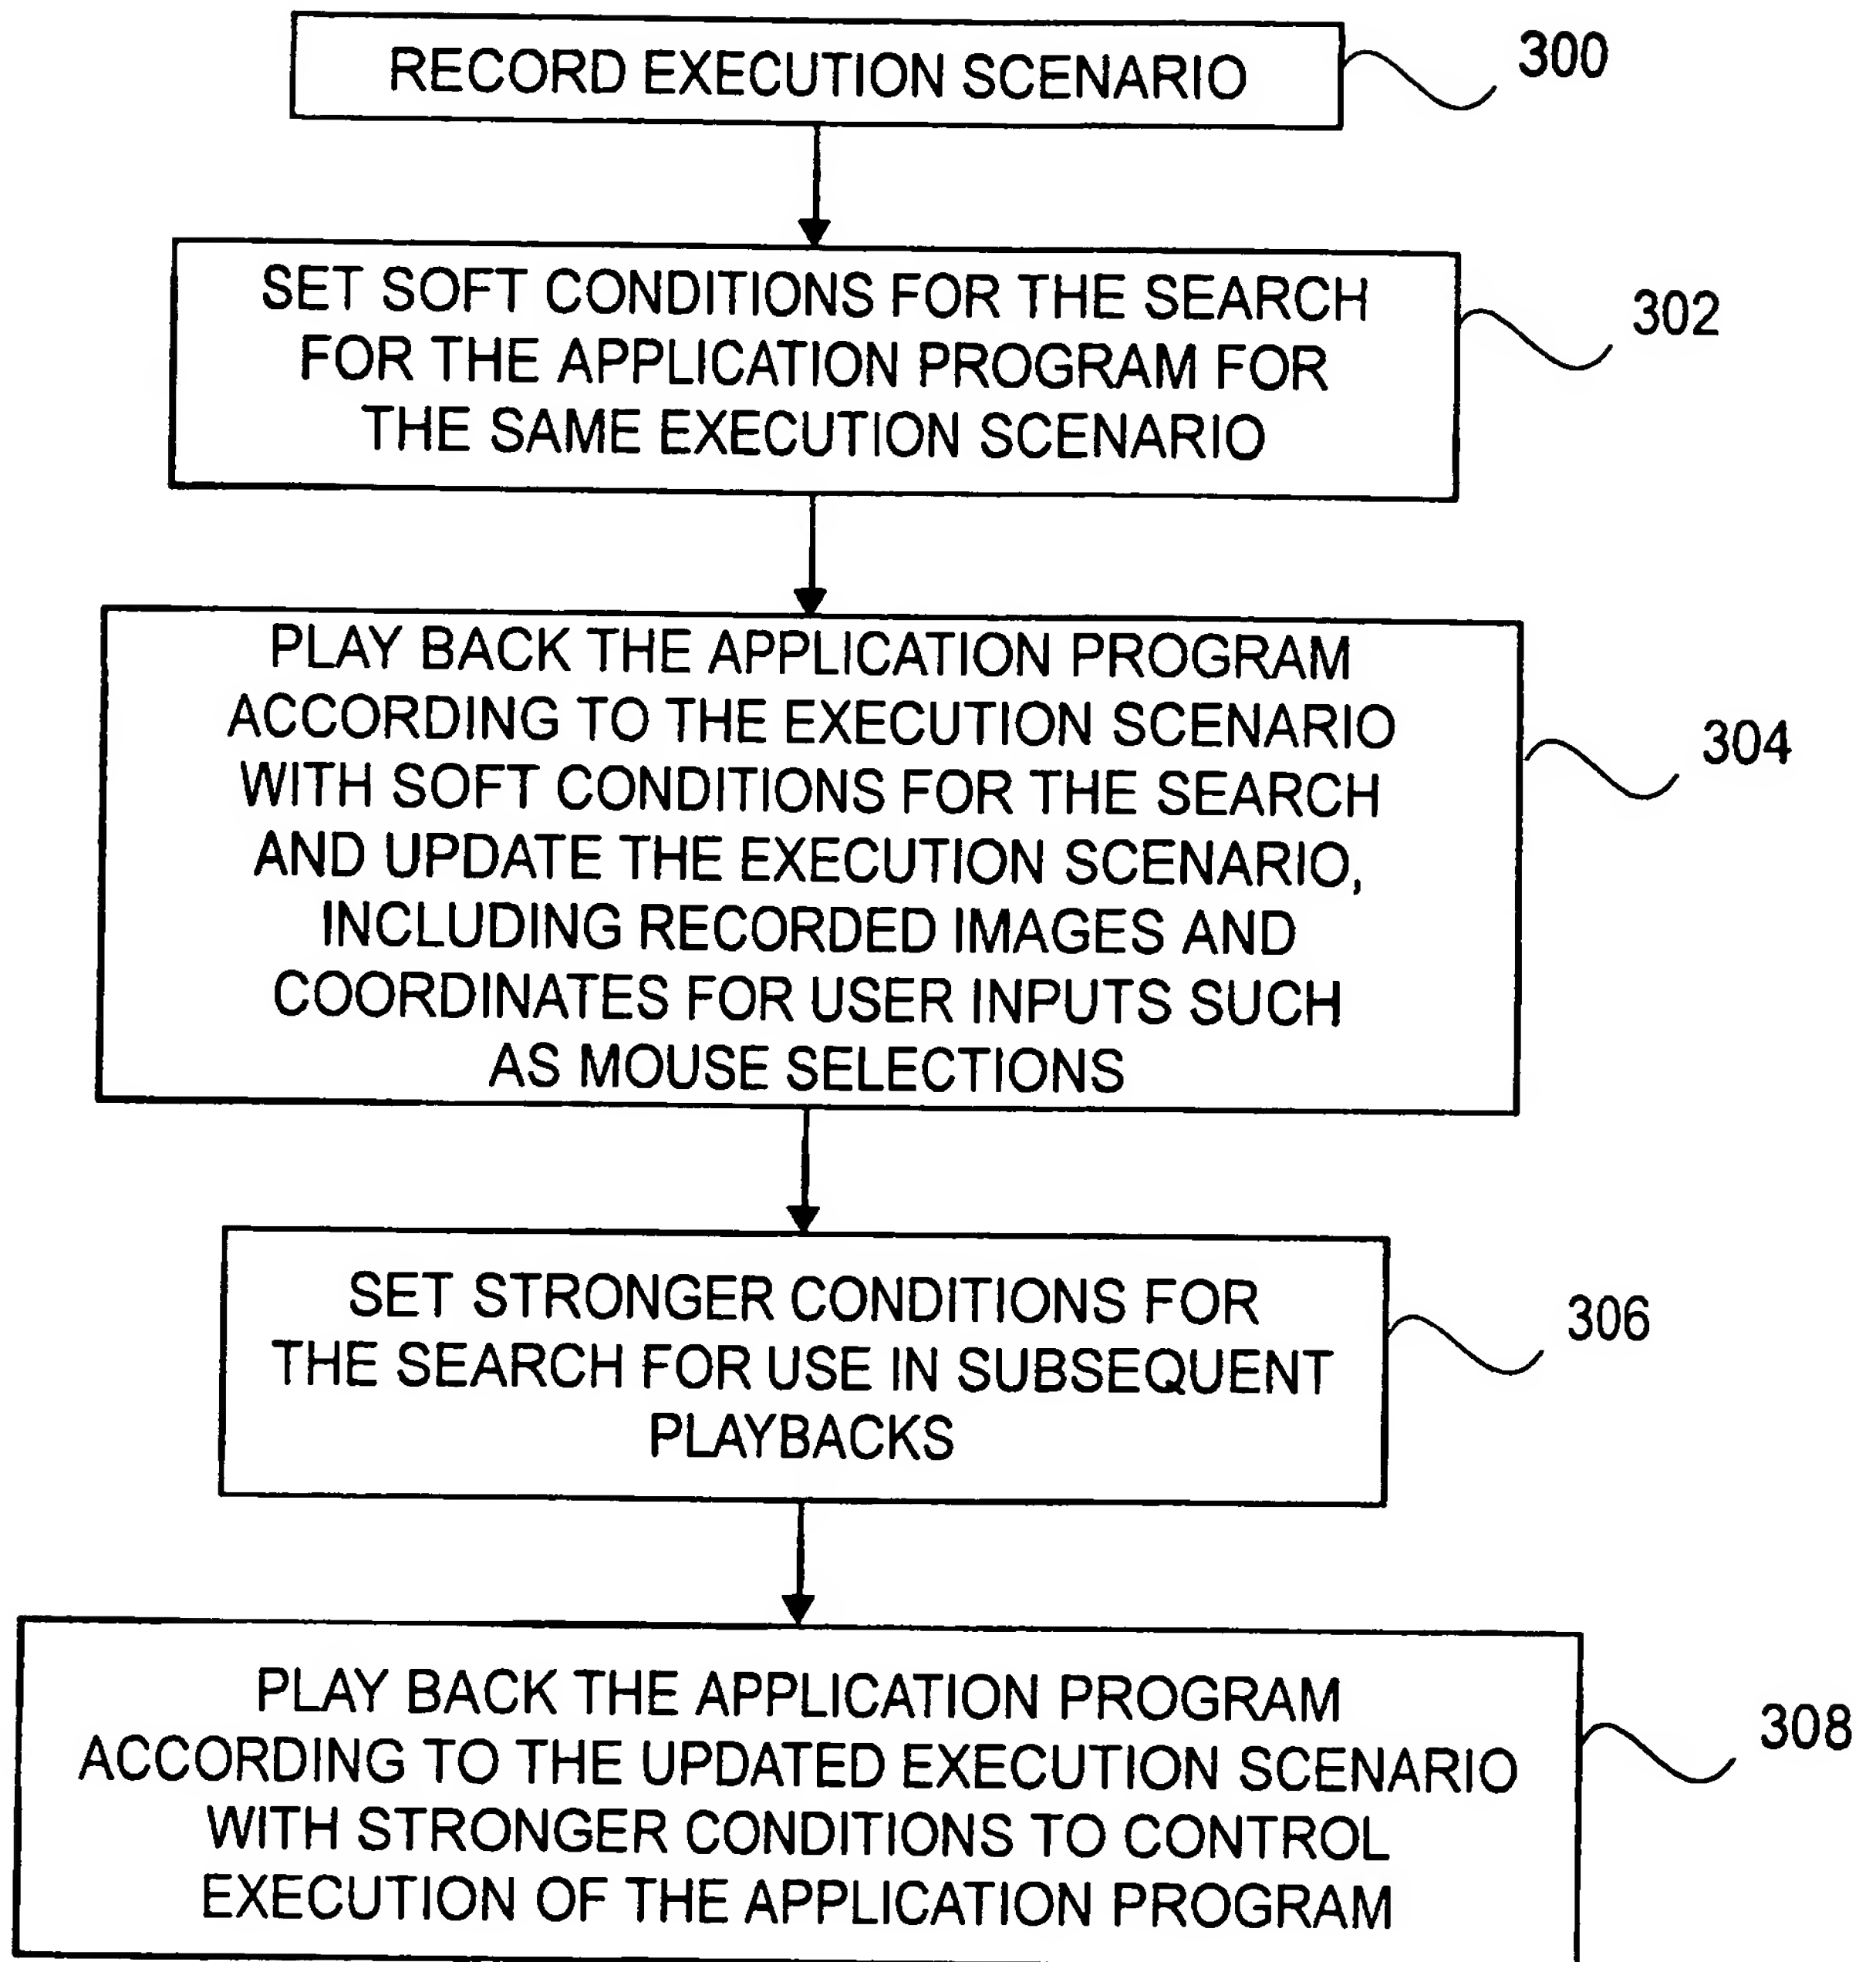 RECORD EXECUTION SCENARIO
300
SET SOFT CONDITIONS FOR THE SEARCH
FOR THE APPLICATION PROGRAM FOR
THE SAME EXECUTION SCENARIO
302
PLAY BACK THE APPLICATION PROGRAM
ACCORDING TO THE EXECUTION SCENARIO
WITH SOFT CONDITIONS FOR THE SEARCH
AND UPDATE THE EXECUTION SCENARIO,
INCLUDING RECORDED IMAGES AND
COORDINATES FOR USER INPUTS SUCH
AS MOUSE SELECTIONS
304
SET STRONGER CONDITIONS FOR
THE SEARCH FOR USE IN SUBSEQUENT
PLAYBACKS
306
PLAY BACK THE APPLICATION PROGRAM
ACCORDING TO THE UPDATED EXECUTION SCENARIO
WITH STRONGER CONDITIONS TO CONTROL
EXECUTION OF THE APPLICATION PROGRAM
308